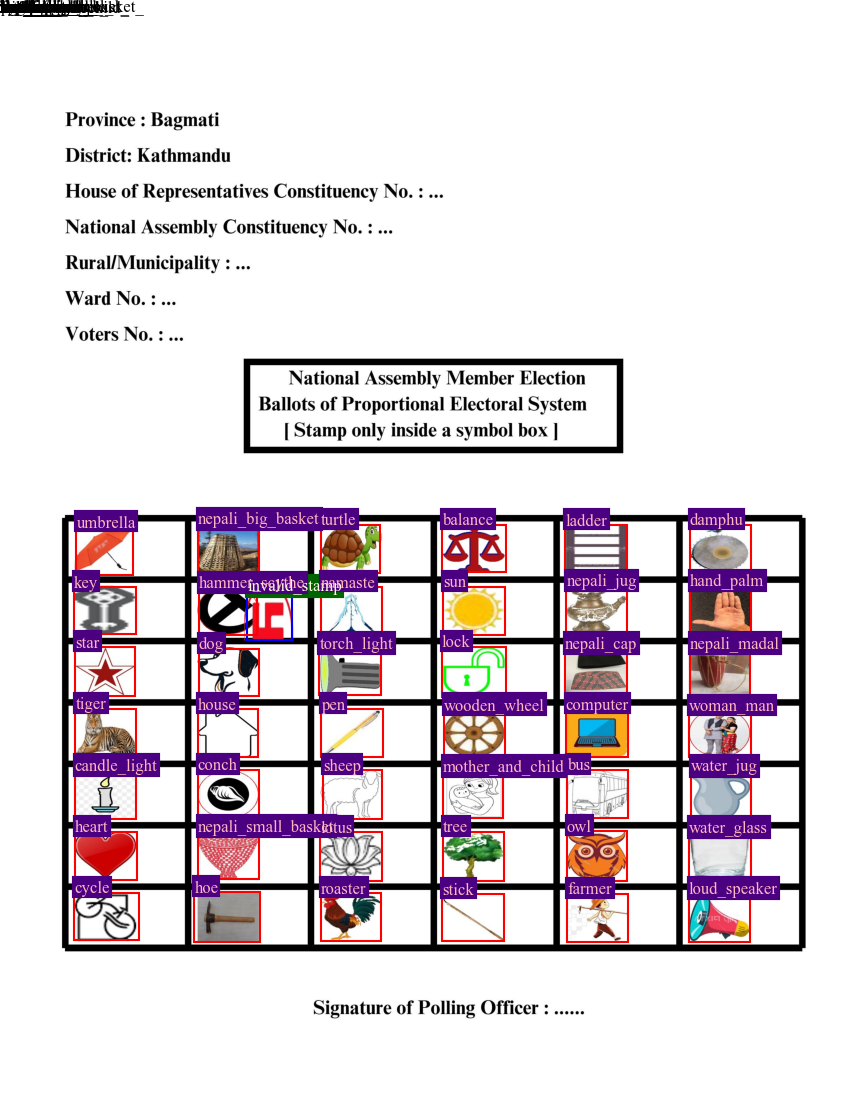 Province : Bagmati
District: Kathmandu
House of Representatives Constituency No. : ...
National Assembly Constituency No. : ...
Rural/Municipality : ...
Ward No. : ...
Voters No. : ...
National Assembly Member Election
Ballots of Proportional Electoral System
[ Stamp only inside a symbol box ]
umbrella nepali_big_basket turtle balance ladder damphu
key invalid_stamp namaste sun nepali_jug hand_palm
star dog torch_light lock nepali_cap nepali_madal
tiger house pen wooden_wheel computer woman_man
candle_light conch sheep mother_and_child bus water_jug
heart nepali_small_basket lotus tree owl water_glass
cycle hoe roaster stick farmer loud_speaker
Signature of Polling Officer : ......